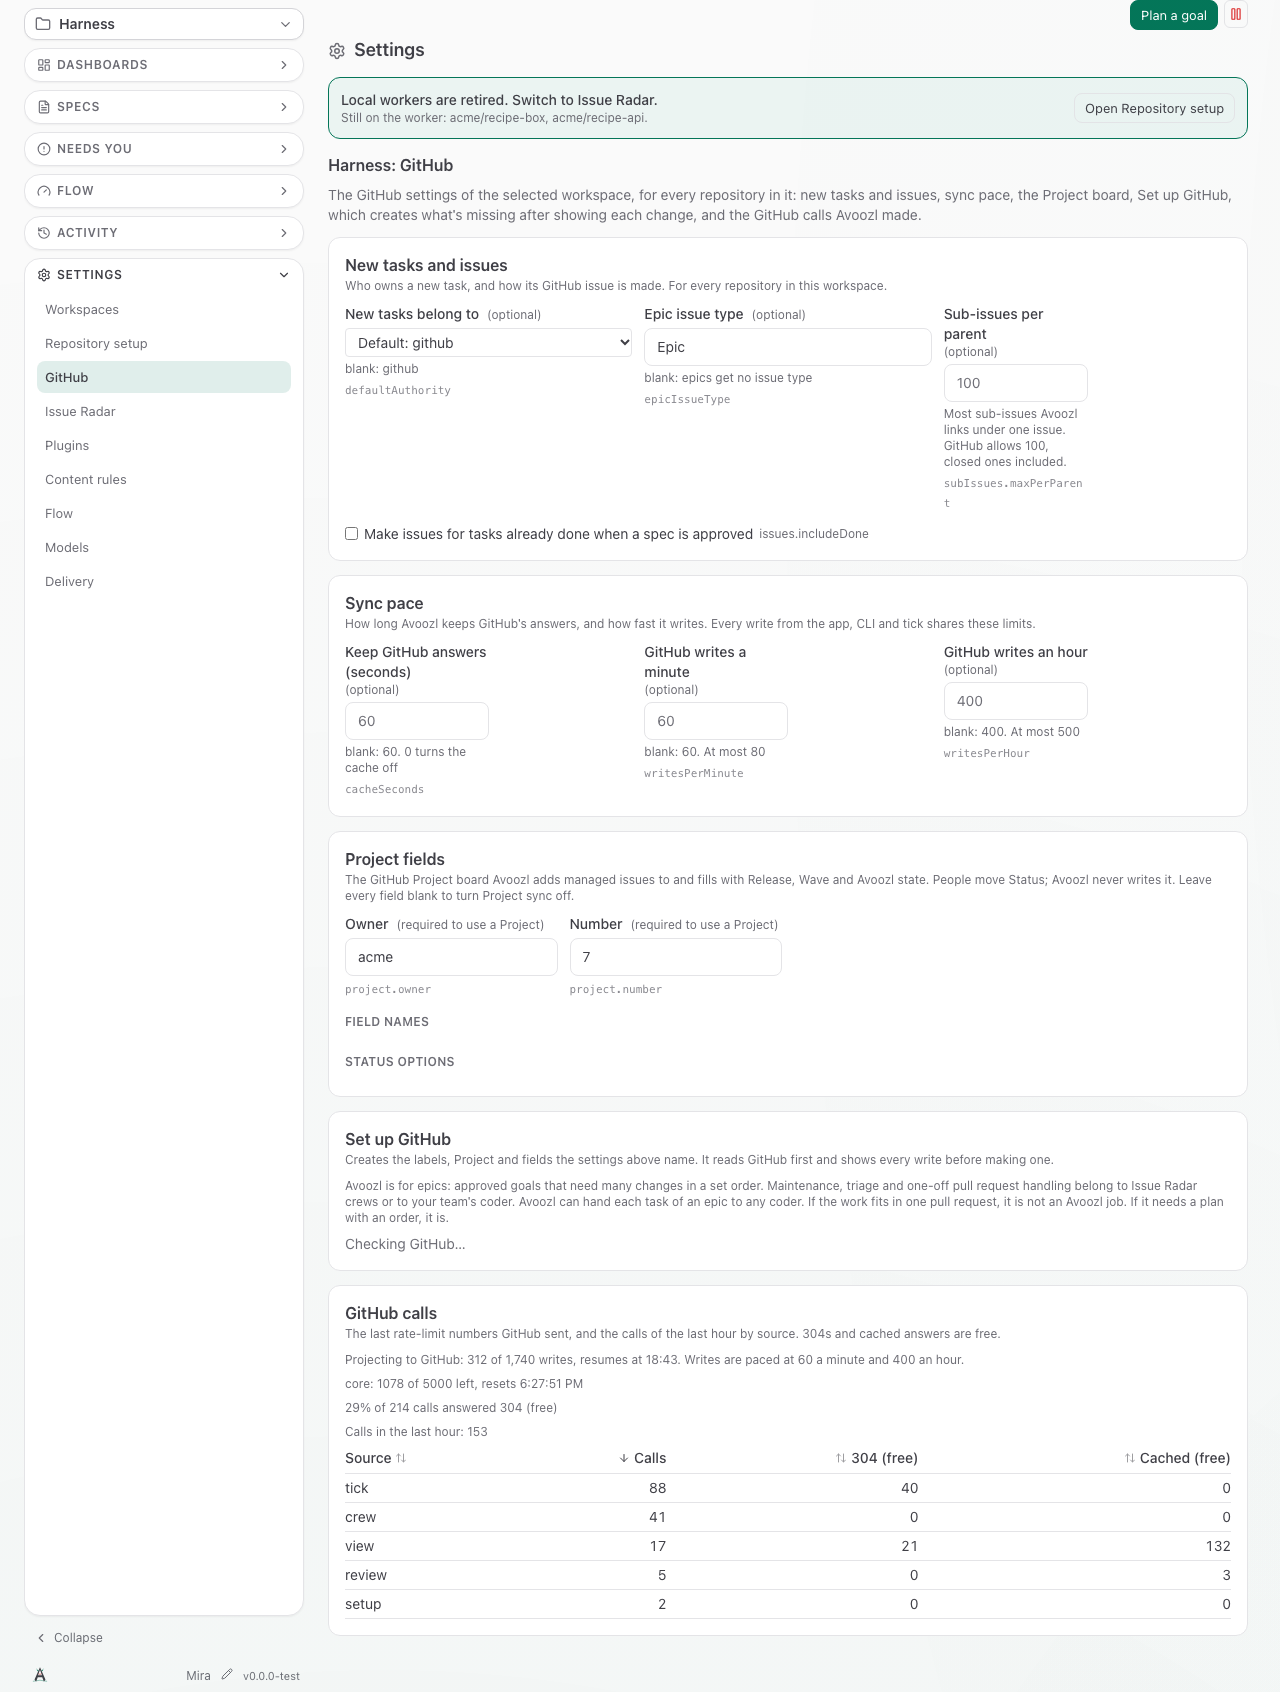 Harness
DASHBOARDS
SPECS
NEEDS YOU
FLOW
ACTIVITY
SETTINGS
Workspaces
Repository setup
GitHub
Issue Radar
Plugins
Content rules
Flow
Models
Delivery
Collapse
Mira
v0.0.0-test
Plan a goal
Settings
Local workers are retired. Switch to Issue Radar.
Still on the worker: acme/recipe-box, acme/recipe-api.
Open Repository setup
Harness: GitHub
The GitHub settings of the selected workspace, for every repository in it: new tasks and issues, sync pace, the Project board, Set up GitHub,
which creates what's missing after showing each change, and the GitHub calls Avoozl made.
New tasks and issues
Who owns a new task, and how its GitHub issue is made. For every repository in this workspace.
New tasks belong to (optional)
Default: github
blank: github
defaultAuthority
Epic issue type (optional)
Epic
blank: epics get no issue type
epicIssueType
Sub-issues per
parent
(optional)
100
Most sub-issues Avoozl
links under one issue.
GitHub allows 100,
closed ones included.
subIssues.maxPerParen
t
Make issues for tasks already done when a spec is approved issues.includeDone
Sync pace
How long Avoozl keeps GitHub's answers, and how fast it writes. Every write from the app, CLI and tick shares these limits.
Keep GitHub answers
(seconds)
(optional)
60
blank: 60. 0 turns the
cache off
cacheSeconds
GitHub writes a
minute
(optional)
60
blank: 60. At most 80
writesPerMinute
GitHub writes an hour
(optional)
400
blank: 400. At most 500
writesPerHour
Project fields
The GitHub Project board Avoozl adds managed issues to and fills with Release, Wave and Avoozl state. People move Status; Avoozl never writes it. Leave
every field blank to turn Project sync off.
Owner (required to use a Project)
acme
project.owner
Number (required to use a Project)
7
project.number
FIELD NAMES
STATUS OPTIONS
Set up GitHub
Creates the labels, Project and fields the settings above name. It reads GitHub first and shows every write before making one.
Avoozl is for epics: approved goals that need many changes in a set order. Maintenance, triage and one-off pull request handling belong to Issue Radar
crews or to your team's coder. Avoozl can hand each task of an epic to any coder. If the work fits in one pull request, it is not an Avoozl job. If it needs a plan
with an order, it is.
Checking GitHub...
GitHub calls
The last rate-limit numbers GitHub sent, and the calls of the last hour by source. 304s and cached answers are free.
Projecting to GitHub: 312 of 1,740 writes, resumes at 18:43. Writes are paced at 60 a minute and 400 an hour.
core: 1078 of 5000 left, resets 6:27:51 PM
29% of 214 calls answered 304 (free)
Calls in the last hour: 153
Source Calls 304 (free) Cached (free)
tick 88 40 0
crew 41 0 0
view 17 21 132
review 5 0 3
setup 2 0 0